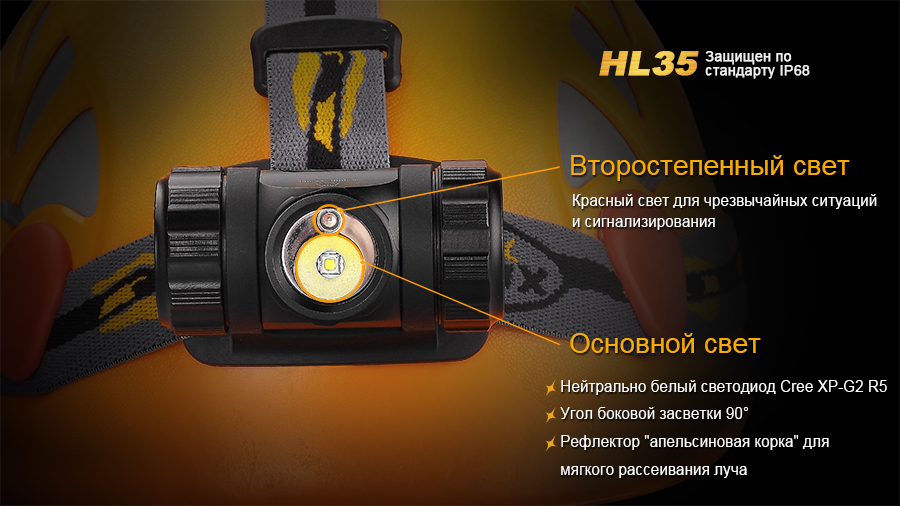 HL35
Защищен по
стандарту IP68
Второстепенный свет
Красный свет для чрезвычайных ситуаций
и сигнализирования
Основной свет
Нейтрально белый светодиод Cree XP-G2 R5
Угол боковой засветки 90°
Рефлектор "апельсиновая корка" для
мягкого рассеивания луча